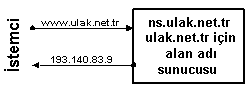 İstemci
www.ulak.net.tr
193.140.83.9
ns.ulak.net.tr
ulak.net.tr için
alan adı
sunucusu